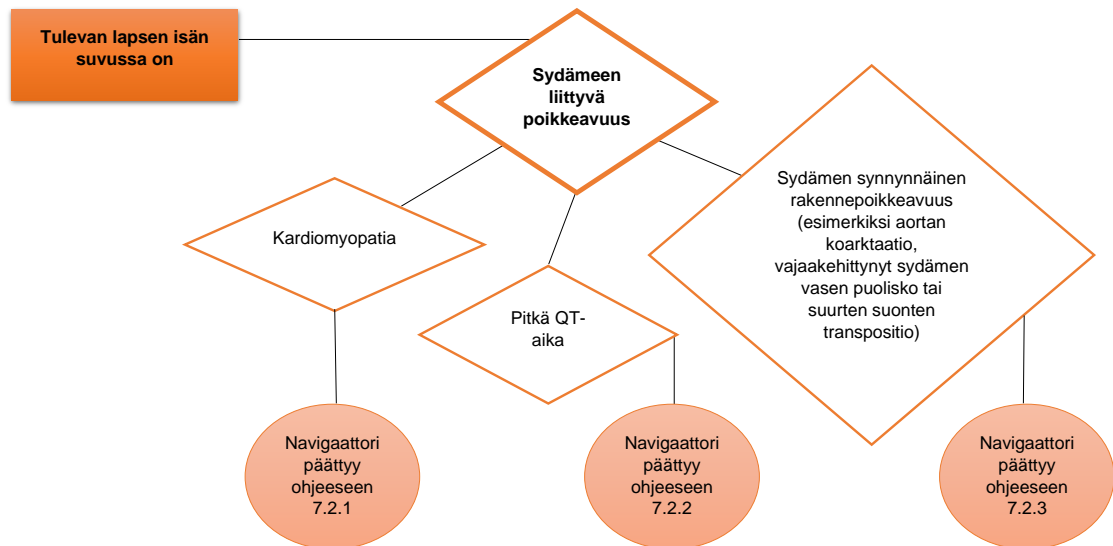 Tulevan lapsen isän
suvussa on
Sydämeen
liittyvä
poikkeavuus
Kardiomyopatia
Pitkä QT-
aika
Sydämen synnynnäinen
rakennepoikkeavuus
(esimerkiksi aortan
koarktaatio,
vajaakehittynyt sydämen
vasen puolisko tai
suurten suonten
transpositio)
Navigaattori
päättyy
ohjeeseen
7.2.1
Navigaattori
päättyy
ohjeeseen
7.2.2
Navigaattori
päättyy
ohjeeseen
7.2.3